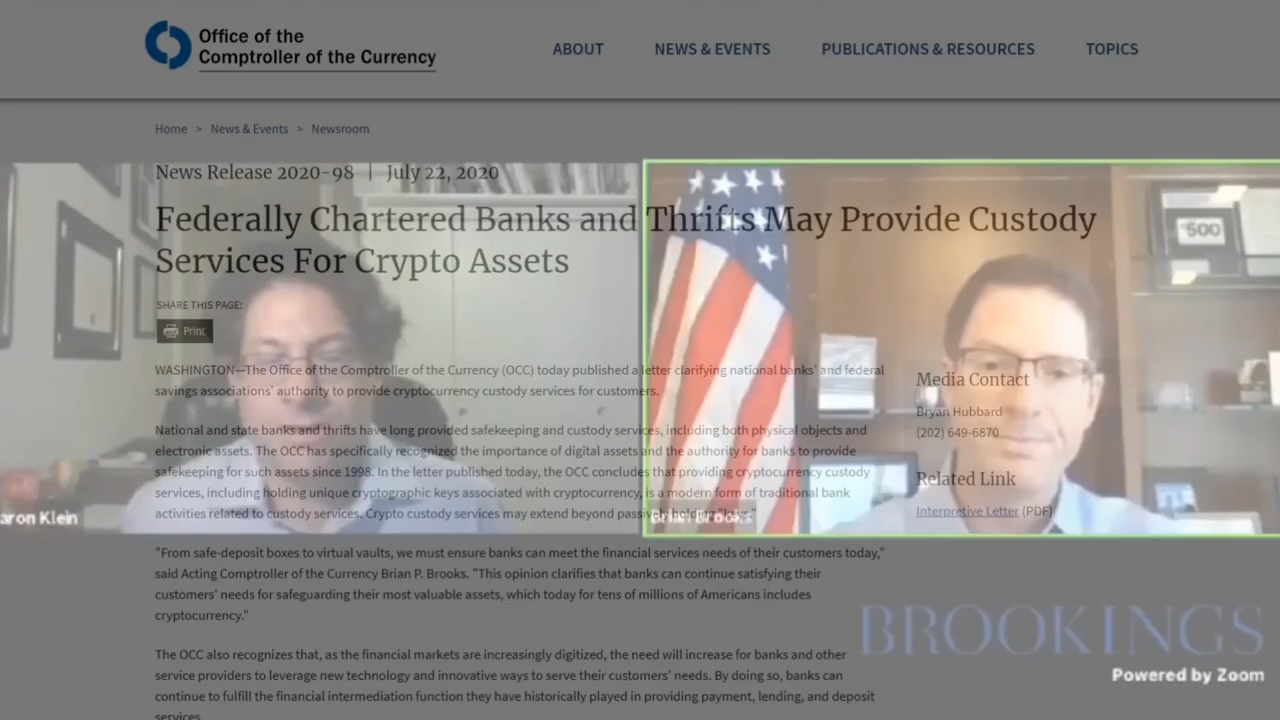 Office of the
Comptroller of the Currency
ABOUT
NEWS & EVENTS
PUBLICATIONS & RESOURCES
TOPICS
Home > News & Events > Newsroom
News Release 2020-98 | July 22, 2020
Federally Chartered Banks and Thrifts May Provide Custody
Services For Crypto Assets
SHARE THIS PAGE:
Print
WASHINGTON—The Office of the Comptroller of the Currency (OCC) today published a letter clarifying national banks' and federal
savings associations' authority to provide cryptocurrency custody services for customers.
National and state banks and thrifts have long provided safekeeping and custody services, including both physical objects and
electronic assets. The OCC has specifically recognized the importance of digital assets and the authority for banks to provide
safekeeping for such assets since 1998. In the letter published today, the OCC concludes that providing cryptocurrency custody
services, including holding unique cryptographic keys associated with cryptocurrency, is a modern form of traditional bank
activities related to custody services. Crypto custody services may extend beyond passively holding "keys."
"From safe-deposit boxes to virtual vaults, we must ensure banks can meet the financial services needs of their customers today,"
said Acting Comptroller of the Currency Brian P. Brooks. "This opinion clarifies that banks can continue satisfying their
customers' needs for safeguarding their most valuable assets, which today for tens of millions of Americans includes
cryptocurrency."
The OCC also recognizes that, as the financial markets are increasingly digitized, the need will increase for banks and other
service providers to leverage new technology and innovative ways to serve their customers' needs. By doing so, banks can
continue to fulfill the financial intermediation function they have historically played in providing payment, lending, and deposit
services.
Media Contact
Bryan Hubbard
(202) 649-6870
Related Link
Interpretive Letter (PDF)
500
aron Klein
Brian Brooks
BROOKINGS
Powered by Zoom